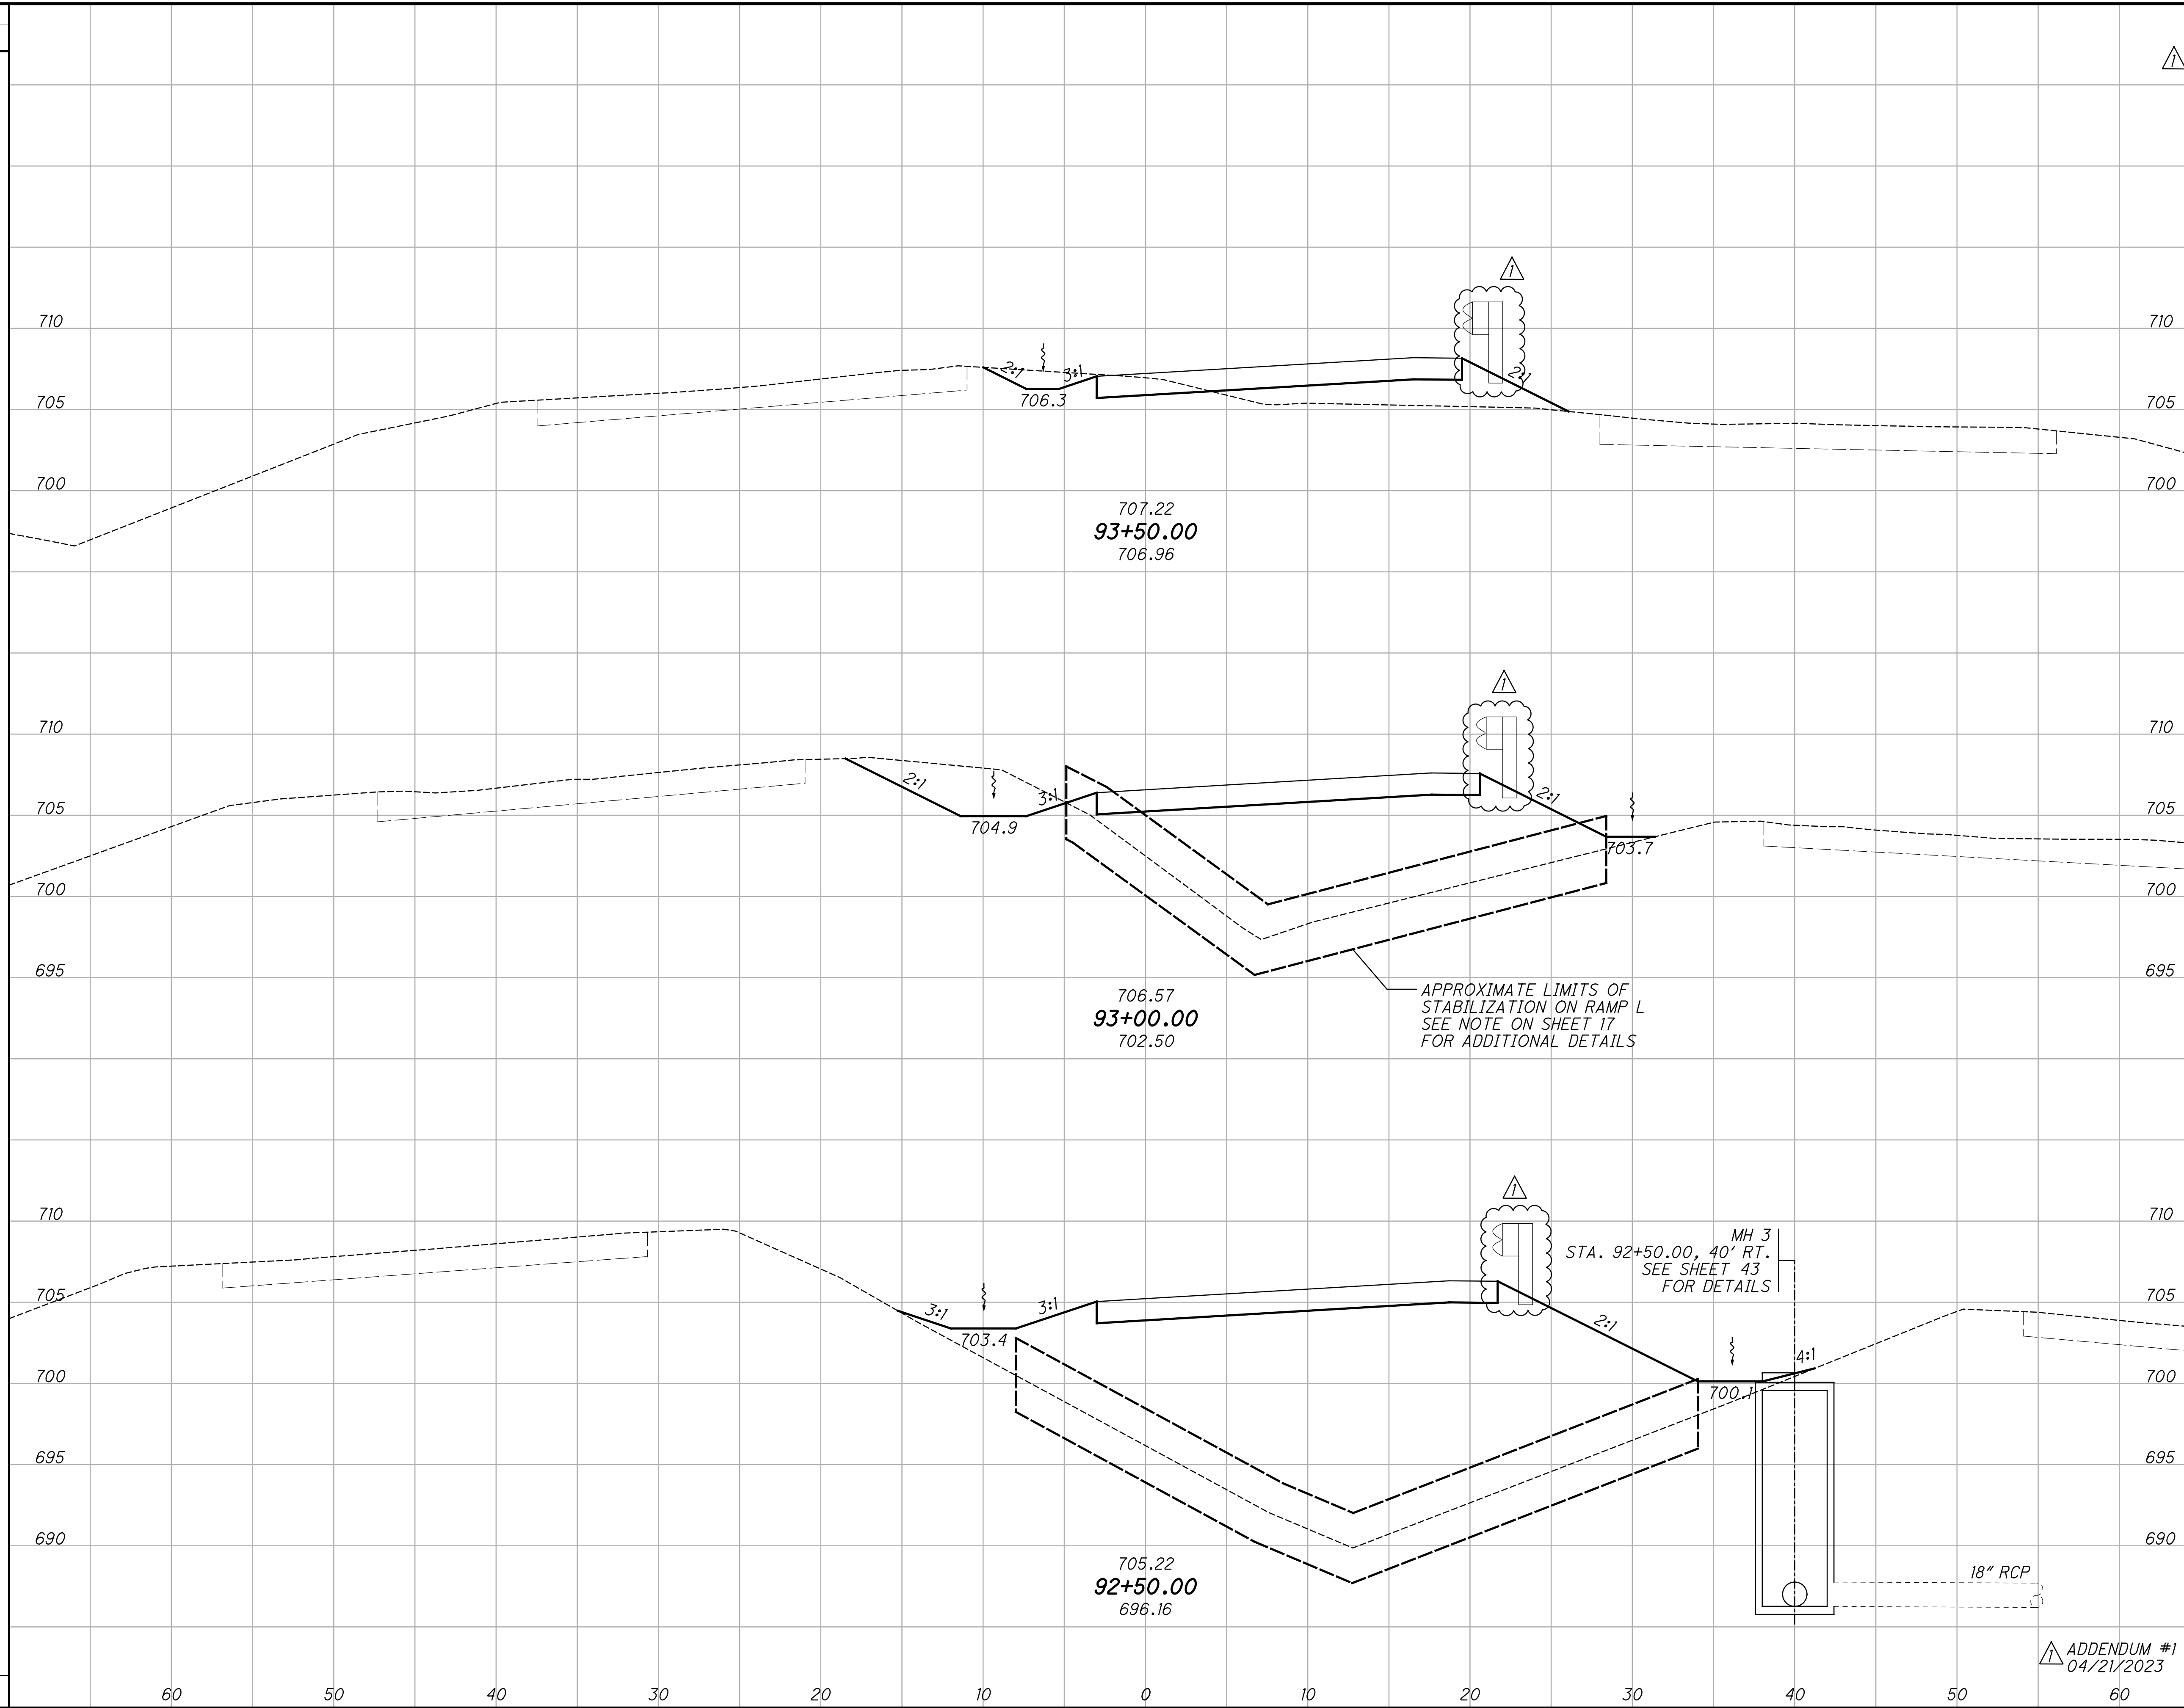 1
1
710 710
2:1 3:1 2:1
706.3
705 705
700 700
707.22
93+50.00
706.96
1
710 710
2:1 3:1 2:1
705 705
704.9 703.7
700 700
695 695
706.57
93+00.00
702.50
APPROXIMATE LIMITS OF
STABILIZATION ON RAMP L
SEE NOTE ON SHEET 17
FOR ADDITIONAL DETAILS
1
710 710
MH 3
STA. 92+50.00, 40' RT.
SEE SHEET 43
FOR DETAILS
705 705
3:1 3:1 2:1 4:1
703.4 700.1
700 700
695 695
690 690
705.22
92+50.00
696.16
18" RCP
1 ADDENDUM #1
04/21/2023
60 50 40 30 20 10 0 10 20 30 40 50 60